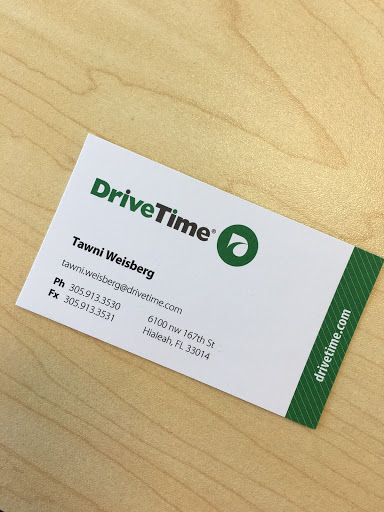 DriveTime®
Tawni Weisberg
tawni.weisberg@drivetime.com
Ph 305.913.3530
Fx 305.913.3531
6100 nw 167th St
Hialeah, FL 33014
drivetime.com